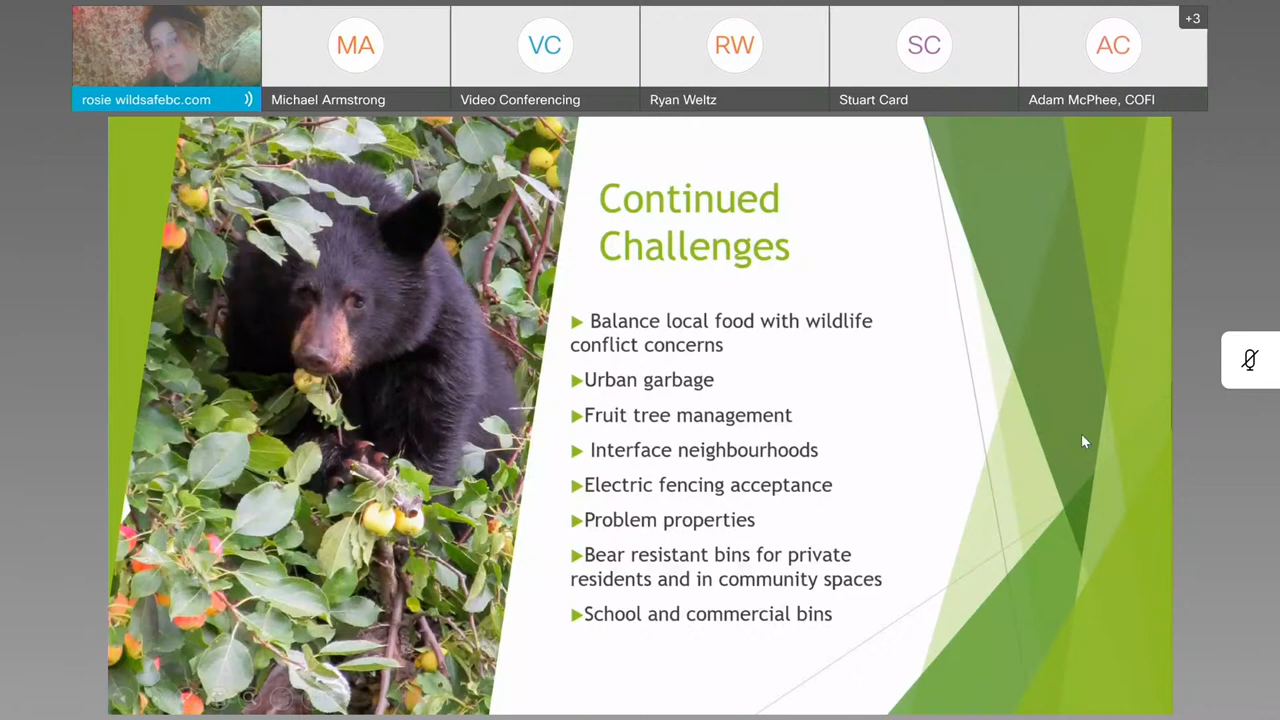 +3
MA
VC
RW
SC
AC
rosie wildsafebc.com
Michael Armstrong
Video Conferencing
Ryan Weltz
Stuart Card
Adam McPhee, COFI
Continued
Challenges
Balance local food with wildlife
conflict concerns
Urban garbage
Fruit tree management
Interface neighbourhoods
Electric fencing acceptance
Problem properties
Bear resistant bins for private
residents and in community spaces
School and commercial bins